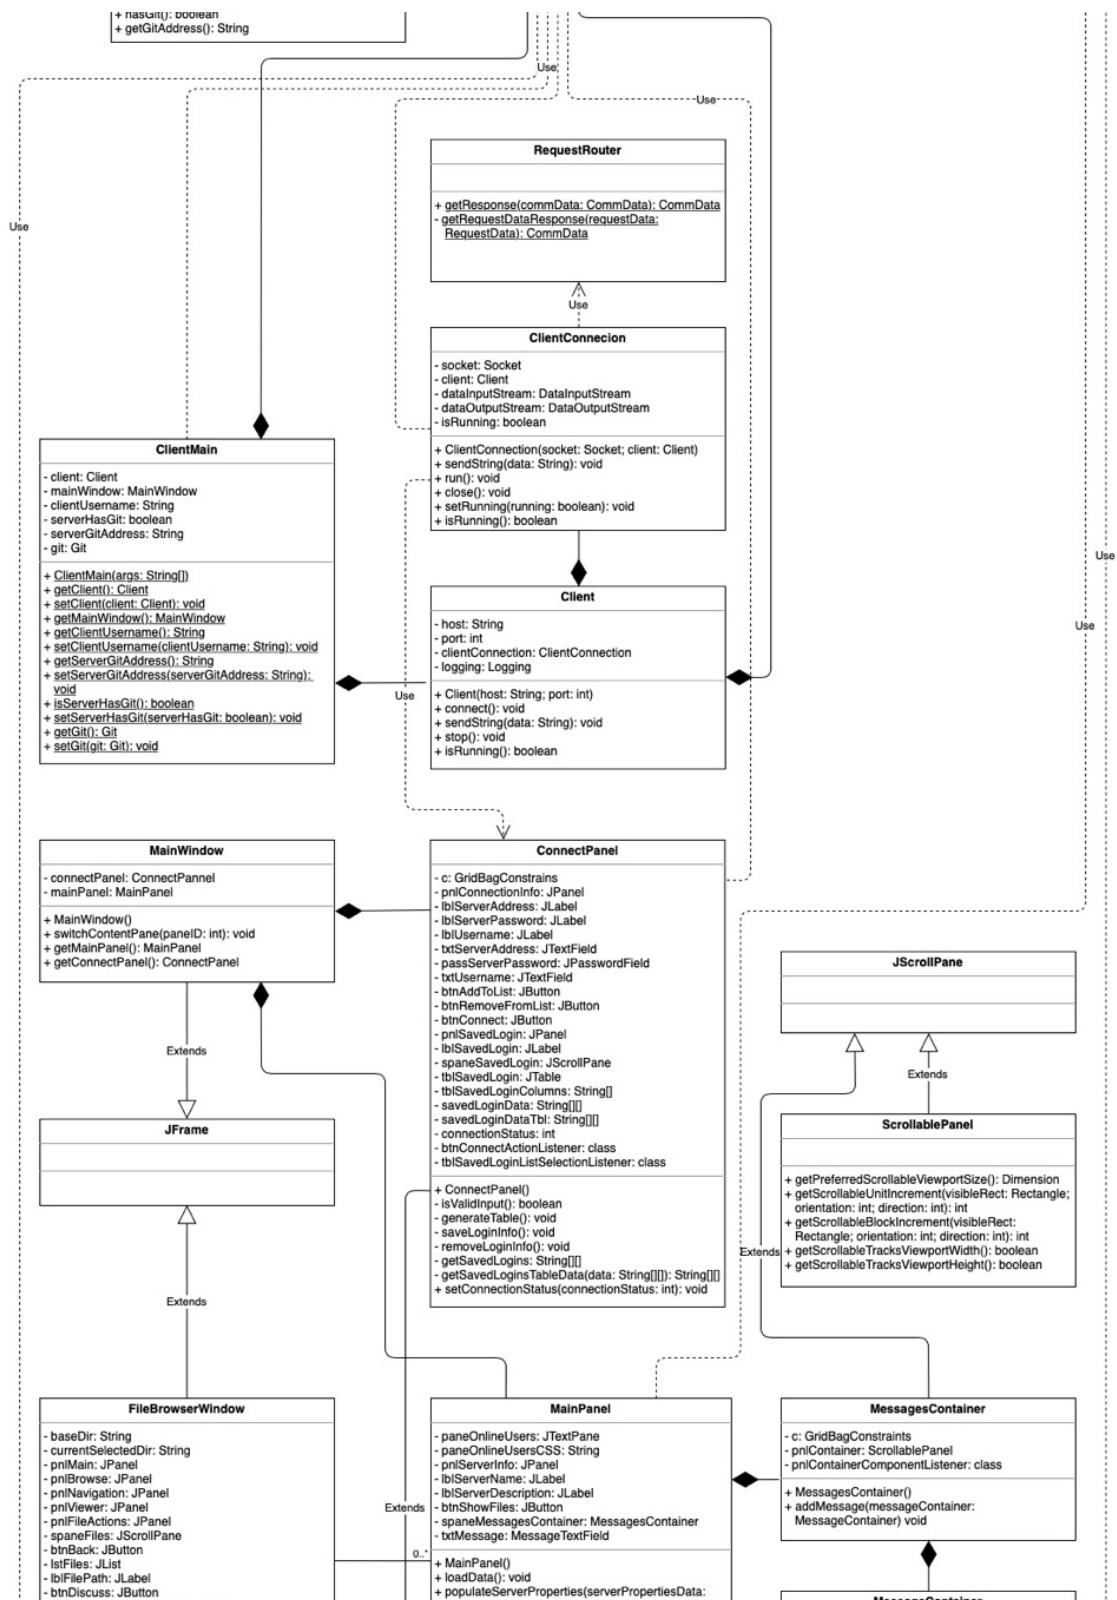 + hasGit(): boolean
+ getGitAddress(): String
Use
Use
Use
RequestRouter
+ getResponse(commData: CommData): CommData
- getRequestDataResponse(requestData:
RequestData): CommData
Use
ClientConnecion
- socket: Socket
- client: Client
- dataInputStream: DataInputStream
- dataOutputStream: DataOutputStream
- isRunning: boolean
+ ClientConnection(socket: Socket; client: Client)
+ sendString(data: String): void
+ run(): void
+ close(): void
+ setRunning(running: boolean): void
+ isRunning(): boolean
ClientMain
- client: Client
- mainWindow: MainWindow
- clientUsername: String
- serverHasGit: boolean
- serverGitAddress: String
- git: Git
+ ClientMain(args: String[])
+ getClient(): Client
+ setClient(client: Client): void
+ getMainWindow(): MainWindow
+ getClientUsername(): String
+ setClientUsername(clientUsername: String): void
+ getServerGitAddress(): String
+ setServerGitAddress(serverGitAddress: String):
void
+ isServerHasGit(): boolean
+ setServerHasGit(serverHasGit: boolean): void
+ getGit(): Git
+ setGit(git: Git): void
Use
Client
- host: String
- port: int
- clientConnection: ClientConnection
- logging: Logging
+ Client(host: String; port: int)
+ connect(): void
+ sendString(data: String): void
+ stop(): void
+ isRunning(): boolean
Use
Use
MainWindow
- connectPanel: ConnectPannel
- mainPanel: MainPanel
+ MainWindow()
+ switchContentPane(paneID: int): void
+ getMainPanel(): MainPanel
+ getConnectPanel(): ConnectPanel
Extends
JFrame
Extends
ConnectPanel
- c: GridBagConstrains
- pnlConnectionInfo: JPanel
- lblServerAddress: JLabel
- lblServerPassword: JLabel
- lblUsername: JLabel
- txtServerAddress: JTextField
- passServerPassword: JPasswordField
- txtUsername: JTextField
- btnAddToList: JButton
- btnRemoveFromList: JButton
- btnConnect: JButton
- pnlSavedLogin: JPanel
- lblSavedLogin: JLabel
- spaneSavedLogin: JScrollPane
- tblSavedLogin: JTable
- tblSavedLoginColumns: String[]
- savedLoginData: String[][]
- savedLoginDataTbl: String[][]
- connectionStatus: int
- btnConnectActionListener: class
- tblSavedLoginListSelectionListener: class
+ ConnectPanel()
- isValidInput(): boolean
- generateTable(): void
- saveLoginInfo(): void
- removeLoginInfo(): void
- getSavedLogins: String[][]
- getSavedLoginsTableData(data: String[][]): String[][]
+ setConnectionStatus(connectionStatus: int): void
JScrollPane
Extends
ScrollablePanel
+ getPreferredScrollableViewportSize(): Dimension
+ getScrollableUnitIncrement(visibleRect: Rectangle;
orientation: int; direction: int): int
+ getScrollableBlockIncrement(visibleRect:
Rectangle; orientation: int; direction: int): int
+ getScrollableTracksViewportWidth(): boolean
+ getScrollableTracksViewportHeight(): boolean
Extends
FileBrowserWindow
- baseDir: String
- currentSelectedDir: String
- pnlMain: JPanel
- pnlBrowse: JPanel
- pnlNavigation: JPanel
- pnlViewer: JPanel
- pnlFileActions: JPanel
- spaneFiles: JScrollPane
- btnBack: JButton
- lstFiles: JList
- lblFilePath: JLabel
- btnDiscuss: JButton
Extends
0..*
MainPanel
- paneOnlineUsers: JTextPane
- paneOnlineUsersCSS: String
- pnlServerInfo: JPanel
- lblServerName: JLabel
- lblServerDescription: JLabel
- btnShowFiles: JButton
- spaneMessagesContainer: MessagesContainer
- txtMessage: MessageTextField
+ MainPanel()
+ loadData(): void
+ populateServerProperties(serverPropertiesData:
MessagesContainer
- c: GridBagConstraints
- pnlContainer: ScrollablePanel
- pnlContainerComponentListener: class
+ MessagesContainer()
+ addMessage(messageContainer:
MessageContainer) void
MessageContainer